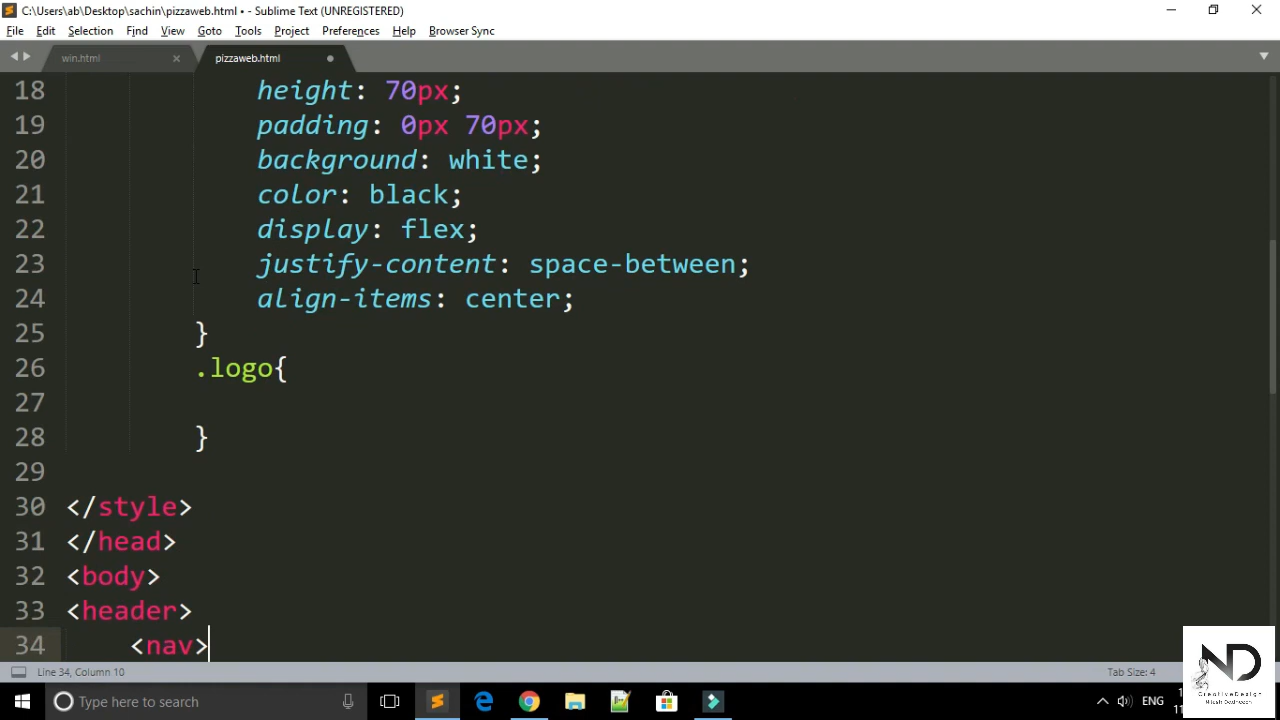 C:\Users\ab\Desktop\sachin\pizzaweb.html • - Sublime Text (UNREGISTERED)
File Edit Selection Find View Goto Tools Project Preferences Help Browser Sync
win.html pizzaweb.html
18 height: 70px;
19 padding: 0px 70px;
20 background: white;
21 color: black;
22 display: flex;
23 justify-content: space-between;
24 align-items: center;
25 }
26 .logo{
27
28 }
29
30 </style>
31 </head>
32 <body>
33 <header>
34 <nav>
Line 34, Column 10 Tab Size: 4
Type here to search ENG
ND
CreativeDesign